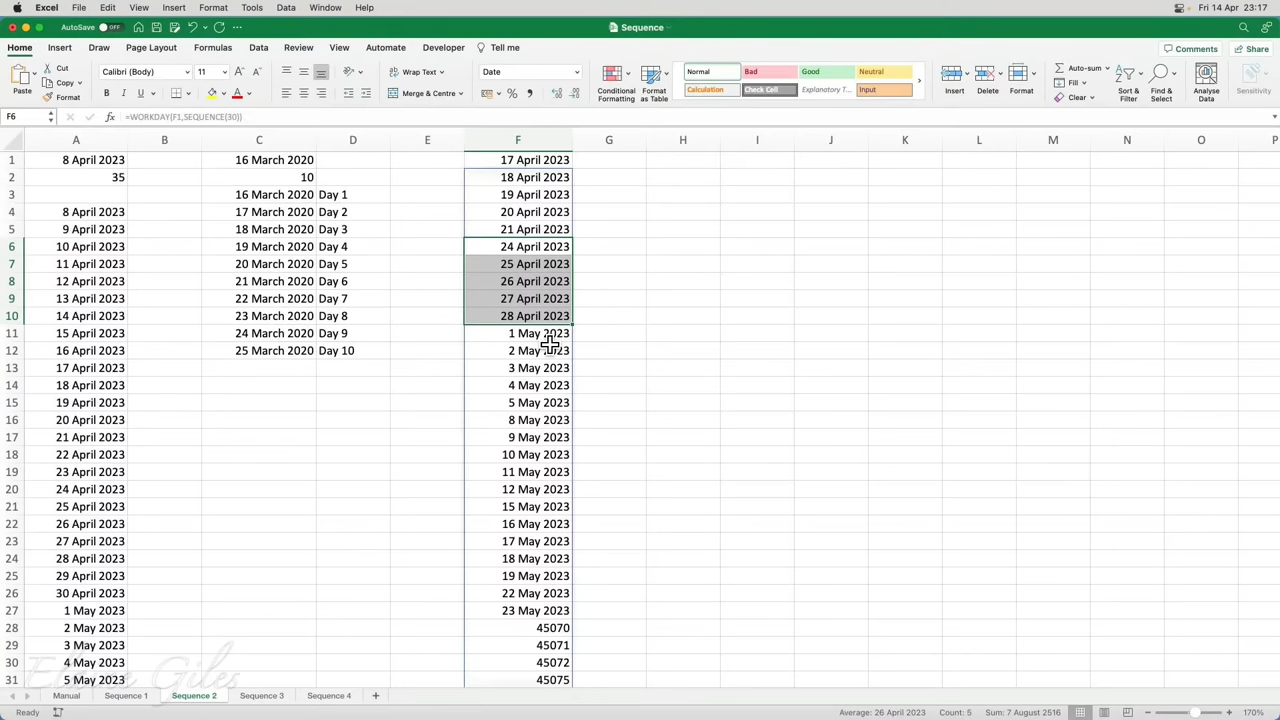 Excel File Edit View Insert Format Tools Data Window Help Fri 14 Apr 23:17
AutoSave OFF Sequence
Home Insert Draw Page Layout Formulas Data Review View Automate Developer Tell me Comments Share
Paste Cut Copy Format
Calibri (Body) 11 Wrap Text Merge & Centre Date
Conditional Formatting Format as Table
Normal Bad Good Neutral
Calculation Check Cell Explanatory T... Input
Insert Delete Format Auto-sum Fill Clear Sort & Filter Find & Select Analyse Data Sensitivity
F6 fx =WORKDAY(F1,SEQUENCE(30))
A B C D E F G H I J K L M N O P
1 8 April 2023 16 March 2020 17 April 2023
2 35 10 18 April 2023
3 16 March 2020 Day 1 19 April 2023
4 8 April 2023 17 March 2020 Day 2 20 April 2023
5 9 April 2023 18 March 2020 Day 3 21 April 2023
6 10 April 2023 19 March 2020 Day 4 24 April 2023
7 11 April 2023 20 March 2020 Day 5 25 April 2023
8 12 April 2023 21 March 2020 Day 6 26 April 2023
9 13 April 2023 22 March 2020 Day 7 27 April 2023
10 14 April 2023 23 March 2020 Day 8 28 April 2023
11 15 April 2023 24 March 2020 Day 9 1 May 2023
12 16 April 2023 25 March 2020 Day 10 2 May 2023
13 17 April 2023 3 May 2023
14 18 April 2023 4 May 2023
15 19 April 2023 5 May 2023
16 20 April 2023 8 May 2023
17 21 April 2023 9 May 2023
18 22 April 2023 10 May 2023
19 23 April 2023 11 May 2023
20 24 April 2023 12 May 2023
21 25 April 2023 15 May 2023
22 26 April 2023 16 May 2023
23 27 April 2023 17 May 2023
24 28 April 2023 18 May 2023
25 29 April 2023 19 May 2023
26 30 April 2023 22 May 2023
27 1 May 2023 23 May 2023
28 2 May 2023 45070
29 3 May 2023 45071
30 4 May 2023 45072
31 5 May 2023 45075
Elaine Giles
Manual Sequence 1 Sequence 2 Sequence 3 Sequence 4 +
Ready Average: 26 April 2023 Count: 5 Sum: 7 August 2516 170%